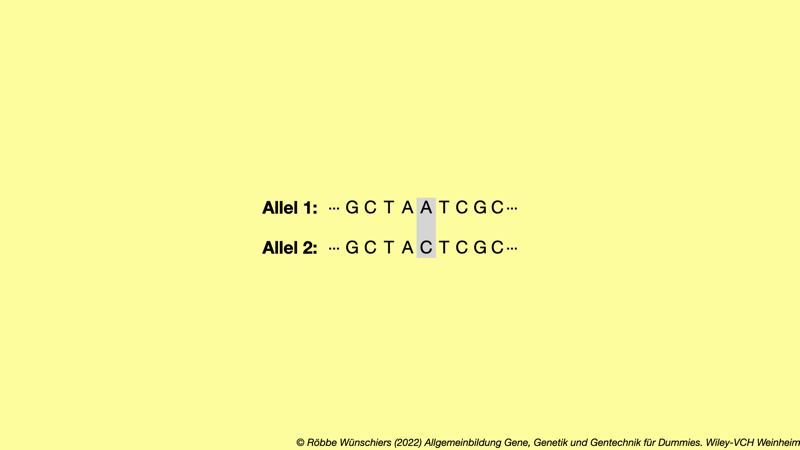 Allel 1: ··· G C T A A T C G C ···
Allel 2: ··· G C T A C T C G C ···
© Röbbe Wünschiers (2022) Allgemeinbildung Gene, Genetik und Gentechnik für Dummies. Wiley-VCH Weinheim